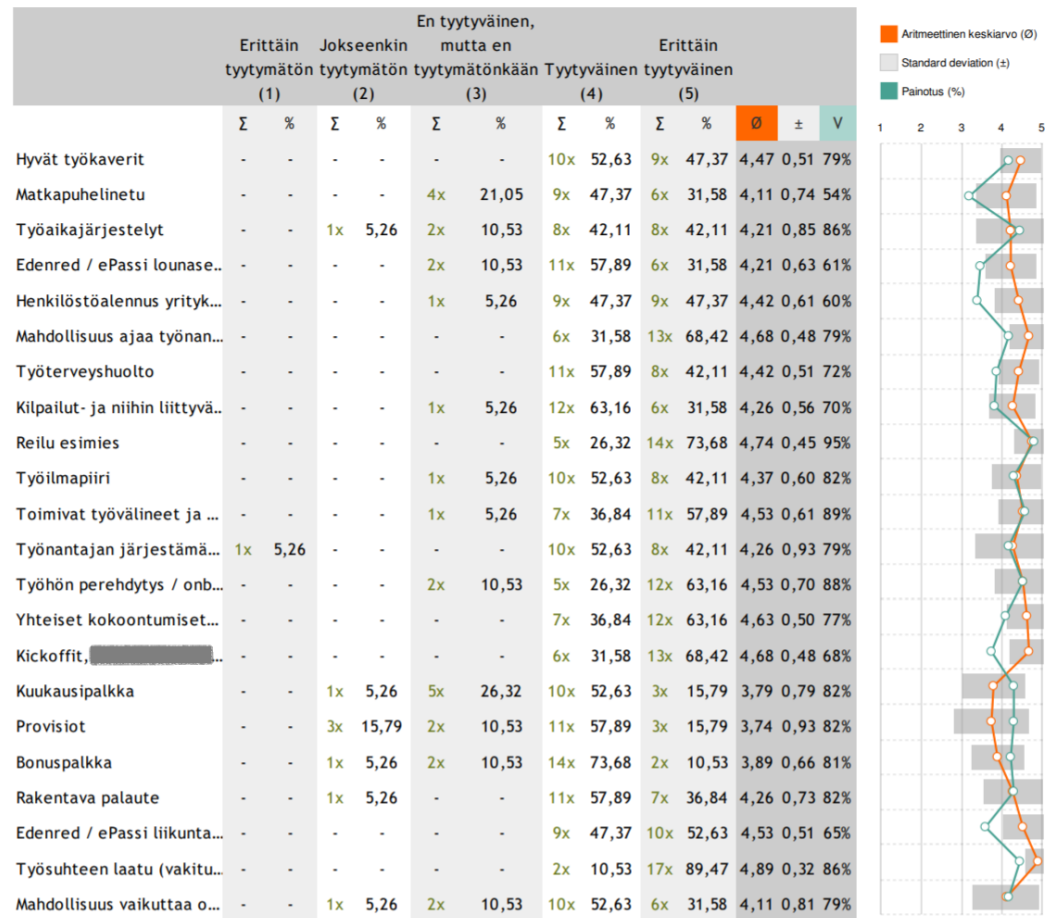 En tyytyväinen,
Erittäin Jokseenkin mutta en Erittäin
tyytymätön tyytymätön tyytymätönkään Tyytyväinen tyytyväinen
(1) (2) (3) (4) (5)
Σ % Σ % Σ % Σ % Σ % Ø ± V
Hyvät työkaverit - - - - - - 10x 52,63 9x 47,37 4,47 0,51 79%
Matkapuhelinetu - - - - 4x 21,05 9x 47,37 6x 31,58 4,11 0,74 54%
Työaikajärjestelyt - - 1x 5,26 2x 10,53 8x 42,11 8x 42,11 4,21 0,85 86%
Edenred / ePassi lounase... - - - - 2x 10,53 11x 57,89 6x 31,58 4,21 0,63 61%
Henkilöstöalennus yrityk... - - - - 1x 5,26 9x 47,37 9x 47,37 4,42 0,61 60%
Mahdollisuus ajaa työnan... - - - - - - 6x 31,58 13x 68,42 4,68 0,48 79%
Työterveyshuolto - - - - - - 11x 57,89 8x 42,11 4,42 0,51 72%
Kilpailut- ja niihin liittyvä... - - - - 1x 5,26 12x 63,16 6x 31,58 4,26 0,56 70%
Reilu esimies - - - - - - 5x 26,32 14x 73,68 4,74 0,45 95%
Työilmapiiri - - - - 1x 5,26 10x 52,63 8x 42,11 4,37 0,60 82%
Toimivat työvälineet ja ... - - - - 1x 5,26 7x 36,84 11x 57,89 4,53 0,61 89%
Työnantajan järjestämä... 1x 5,26 - - - - 10x 52,63 8x 42,11 4,26 0,93 79%
Työhön perehdytys / onb... - - - - 2x 10,53 5x 26,32 12x 63,16 4,53 0,70 88%
Yhteiset kokoontumiset... - - - - - - 7x 36,84 12x 63,16 4,63 0,50 77%
Kickoffit, ... - - - - - - 6x 31,58 13x 68,42 4,68 0,48 68%
Kuukausipalkka - - 1x 5,26 5x 26,32 10x 52,63 3x 15,79 3,79 0,79 82%
Provisiot - - 3x 15,79 2x 10,53 11x 57,89 3x 15,79 3,74 0,93 82%
Bonuspalkka - - 1x 5,26 2x 10,53 14x 73,68 2x 10,53 3,89 0,66 81%
Rakentava palaute - - 1x 5,26 - - 11x 57,89 7x 36,84 4,26 0,73 82%
Edenred / ePassi liikunta... - - - - - - 9x 47,37 10x 52,63 4,53 0,51 65%
Työsuhteen laatu (vakitu... - - - - - - 2x 10,53 17x 89,47 4,89 0,32 86%
Mahdollisuus vaikuttaa o... - - 1x 5,26 2x 10,53 10x 52,63 6x 31,58 4,11 0,81 79%
Aritmeettinen keskiarvo (Ø)
Standard deviation (±)
Painotus (%)
1 2 3 4 5